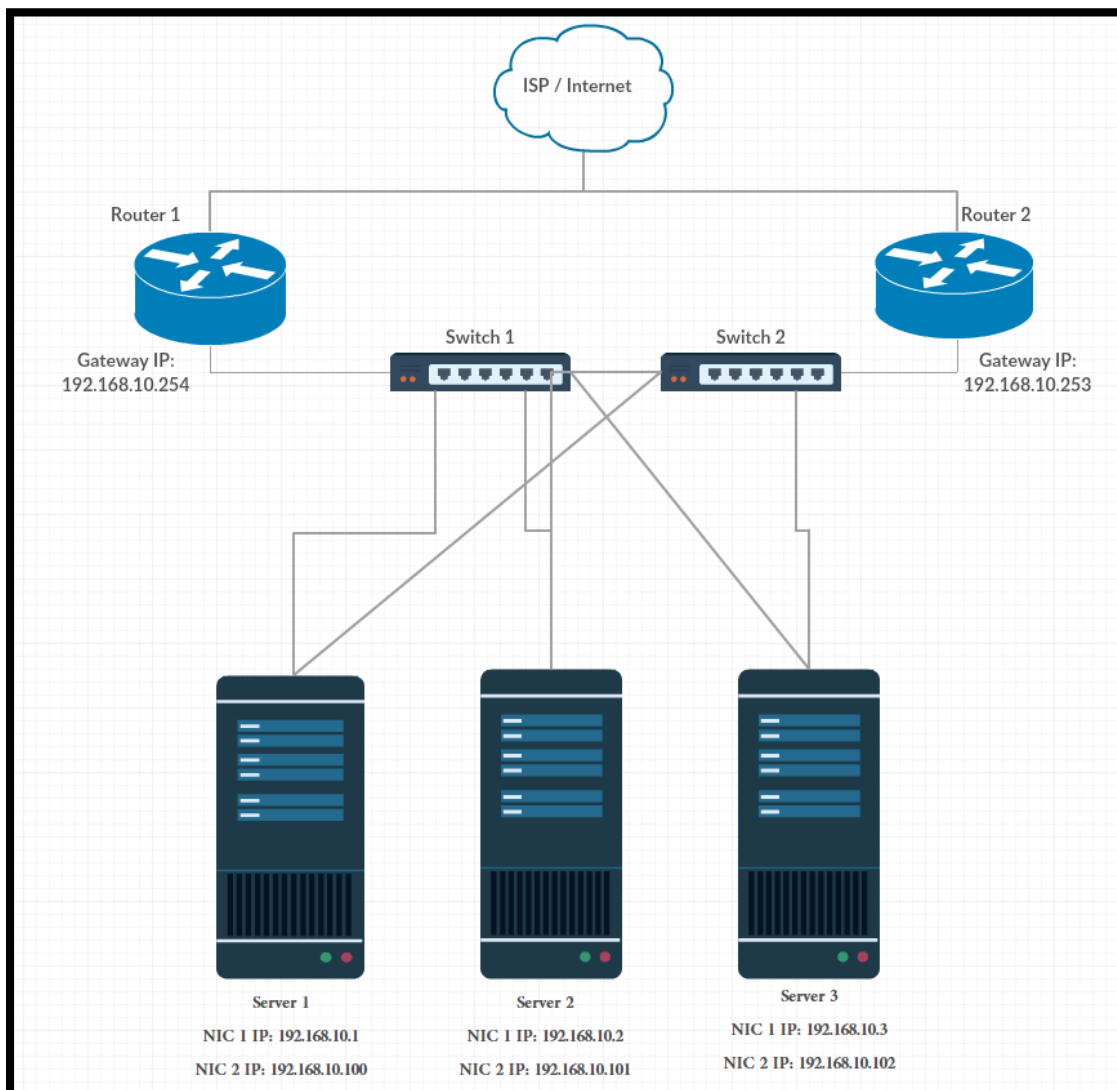 ISP / Internet
Router 1
Router 2
Switch 1
Switch 2
Gateway IP:
192.168.10.254
Gateway IP:
192.168.10.253
Server 1
NIC 1 IP: 192.168.10.1
NIC 2 IP: 192.168.10.100
Server 2
NIC 1 IP: 192.168.10.2
NIC 2 IP: 192.168.10.101
Server 3
NIC 1 IP: 192.168.10.3
NIC 2 IP: 192.168.10.102